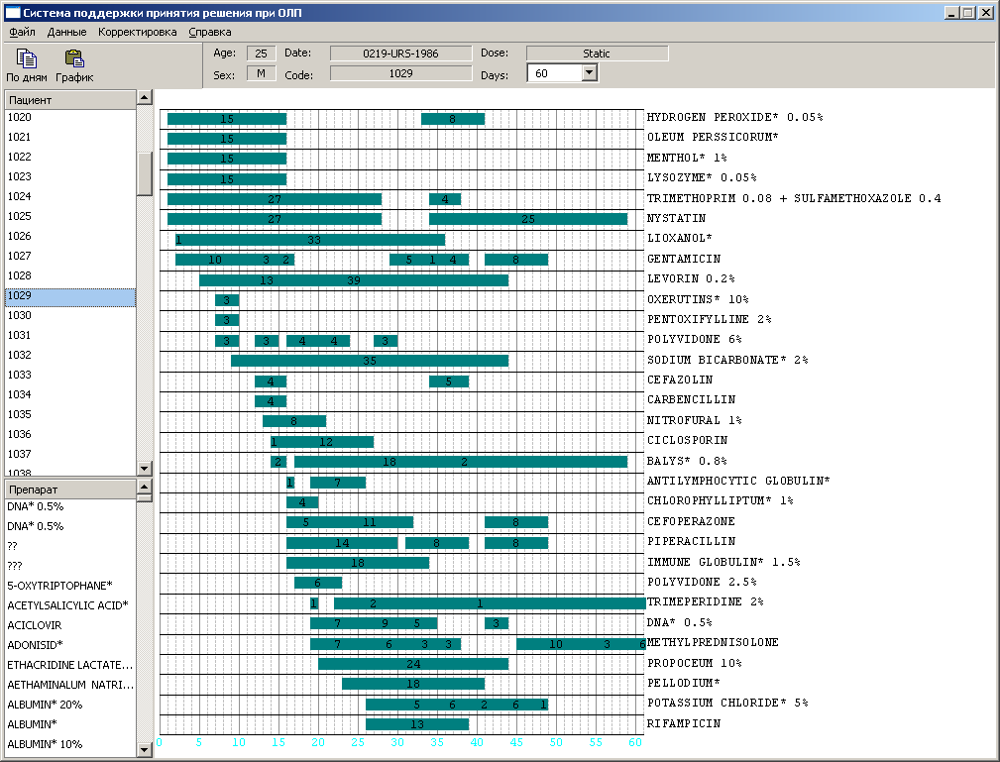 Система поддержки принятия решения при ОЛП
Файл Данные Корректировка Справка
По дням График
Age: 25 Date: 0219-URS-1986 Dose: Static
Sex: M Code: 1029 Days: 60
Пациент
1020
1021
1022
1023
1024
1025
1026
1027
1028
1029
1030
1031
1032
1033
1034
1035
1036
1037
1038
Препарат
DNA* 0.5%
DNA* 0.5%
??
???
5-OXYTRIPTOPHANE*
ACETYLSALICYLIC ACID*
ACICLOVIR
ADONISID*
ETHACRIDINE LACTATE...
AETHAMINALUM NATRI...
ALBUMIN* 20%
ALBUMIN*
ALBUMIN* 10%
15 8 HYDROGEN PEROXIDE* 0.05%
15 OLEUM PERSSICORUM*
15 MENTHOL* 1%
15 LYSOZYME* 0.05%
27 4 TRIMETHOPRIM 0.08 + SULFAMETHOXAZOLE 0.4
27 25 NYSTATIN
1 33 LIOXANOL*
10 3 2 5 1 4 8 GENTAMICIN
13 39 LEVORIN 0.2%
3 OXERUTINS* 10%
3 PENTOXIFYLLINE 2%
3 3 4 4 3 POLYVIDONE 6%
35 SODIUM BICARBONATE* 2%
4 5 CEFAZOLIN
4 CARBENCILLIN
8 NITROFURAL 1%
1 12 CICLOSPORIN
2 18 2 BALYS* 0.8%
1 7 ANTILYMPHOCYTIC GLOBULIN*
4 CHLOROPHYLLIPTUM* 1%
5 11 8 CEFOPERAZONE
14 8 8 PIPERACILLIN
18 IMMUNE GLOBULIN* 1.5%
6 POLYVIDONE 2.5%
1 2 1 TRIMEPERIDINE 2%
7 9 5 3 DNA* 0.5%
7 6 3 3 10 3 6 METHYLPREDNISOLONE
24 PROPOCEUM 10%
18 PELLODIUM*
5 6 2 6 1 POTASSIUM CHLORIDE* 5%
13 RIFAMPICIN
0 5 10 15 20 25 30 35 40 45 50 55 60